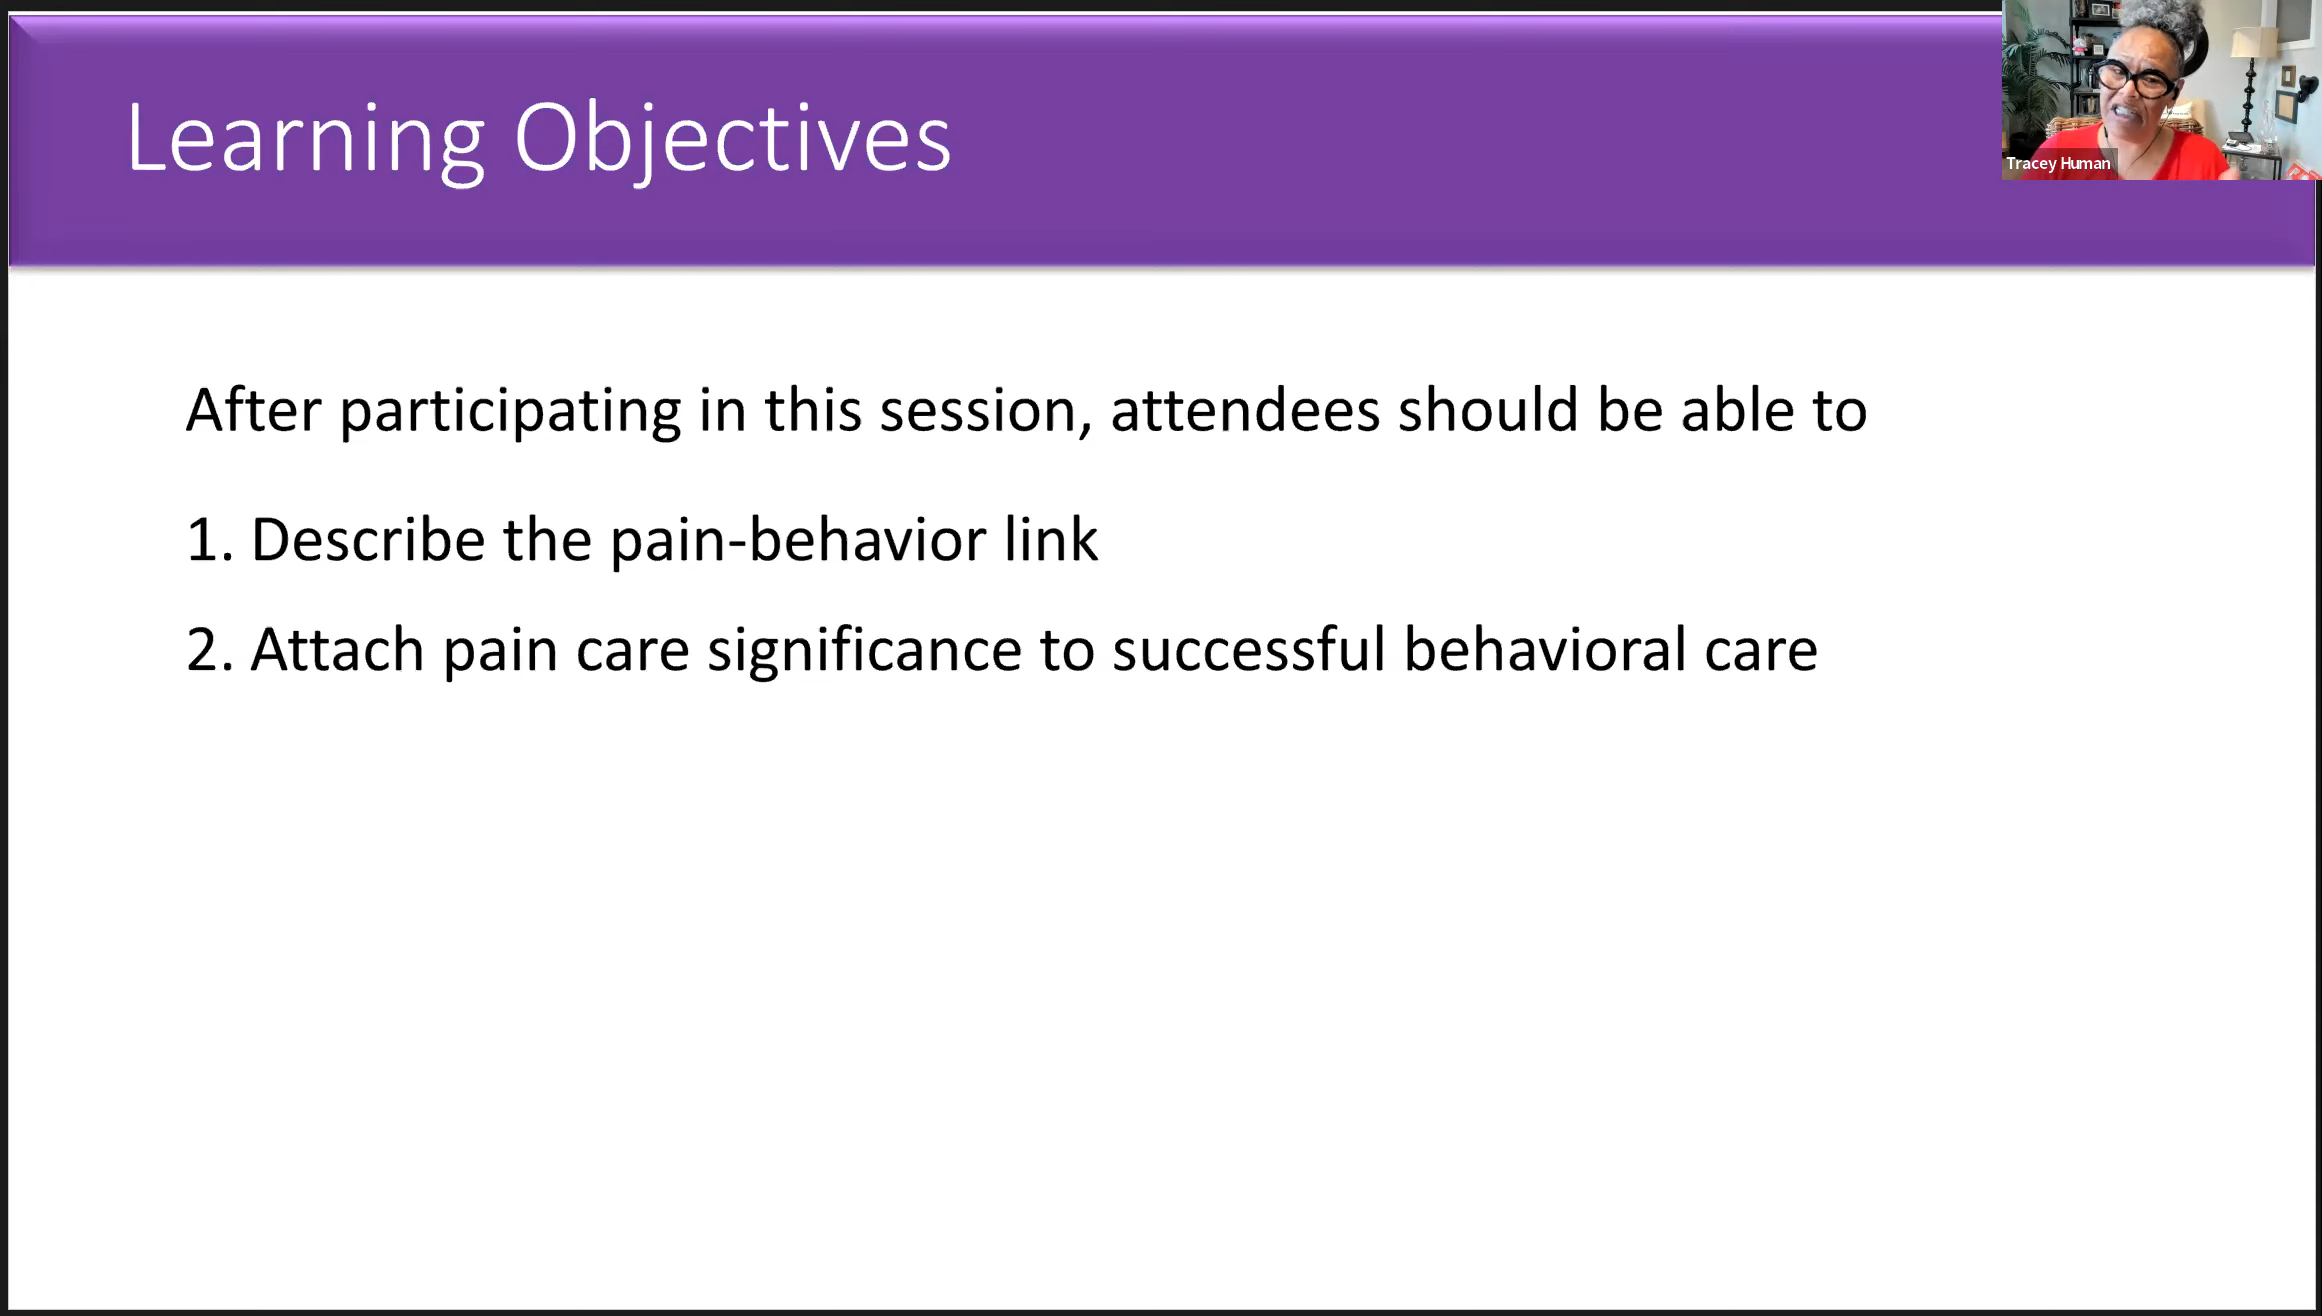 Learning Objectives
Tracey Human
After participating in this session, attendees should be able to
1. Describe the pain-behavior link
2. Attach pain care significance to successful behavioral care